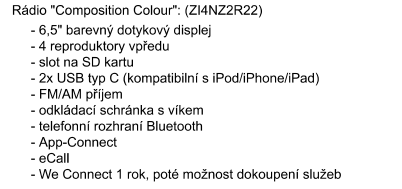 Rádio "Composition Colour": (ZI4NZ2R22)
- 6,5" barevný dotykový displej
- 4 reproduktory vpředu
- slot na SD kartu
- 2x USB typ C (kompatibilní s iPod/iPhone/iPad)
- FM/AM příjem
- odkládací schránka s víkem
- telefonní rozhraní Bluetooth
- App-Connect
- eCall
- We Connect 1 rok, poté možnost dokoupení služeb